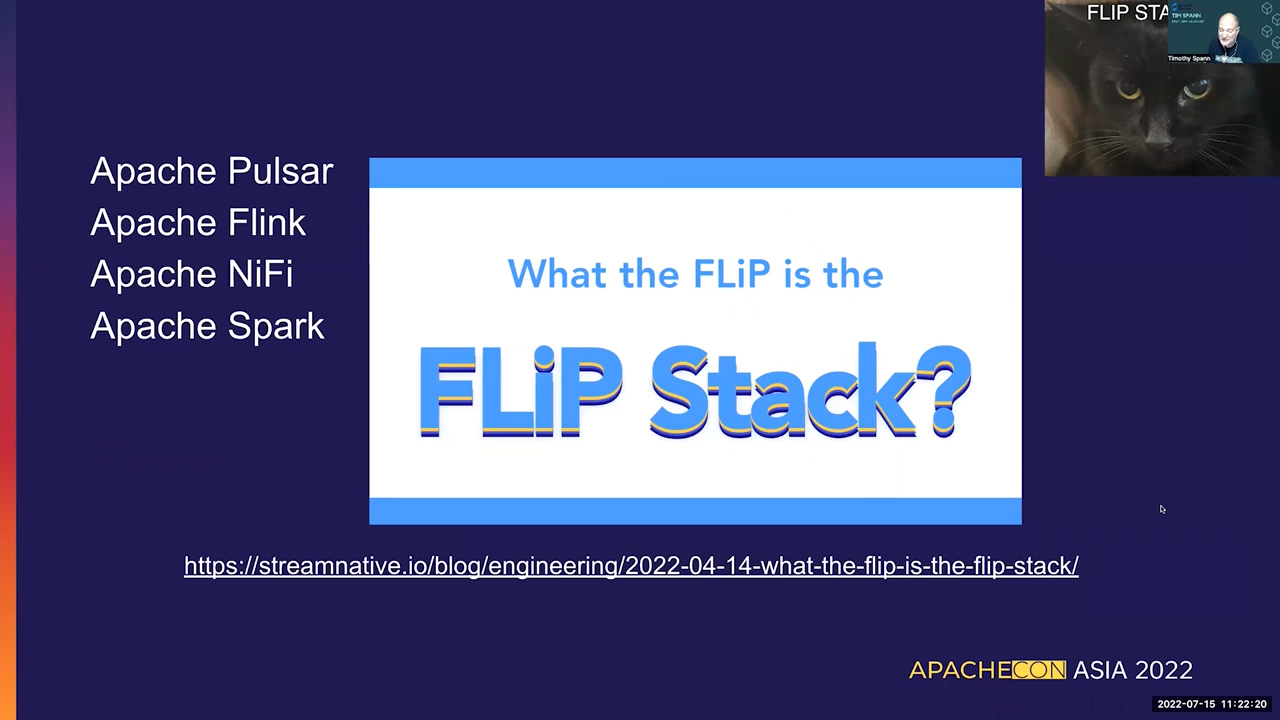 FLIP STA
TIM SPANN
Timothy Spann
Apache Pulsar
Apache Flink
Apache NiFi
Apache Spark
What the FLiP is the
FLiP Stack?
https://streamnative.io/blog/engineering/2022-04-14-what-the-flip-is-the-flip-stack/
APACHECON ASIA 2022
2022-07-15 11:22:20